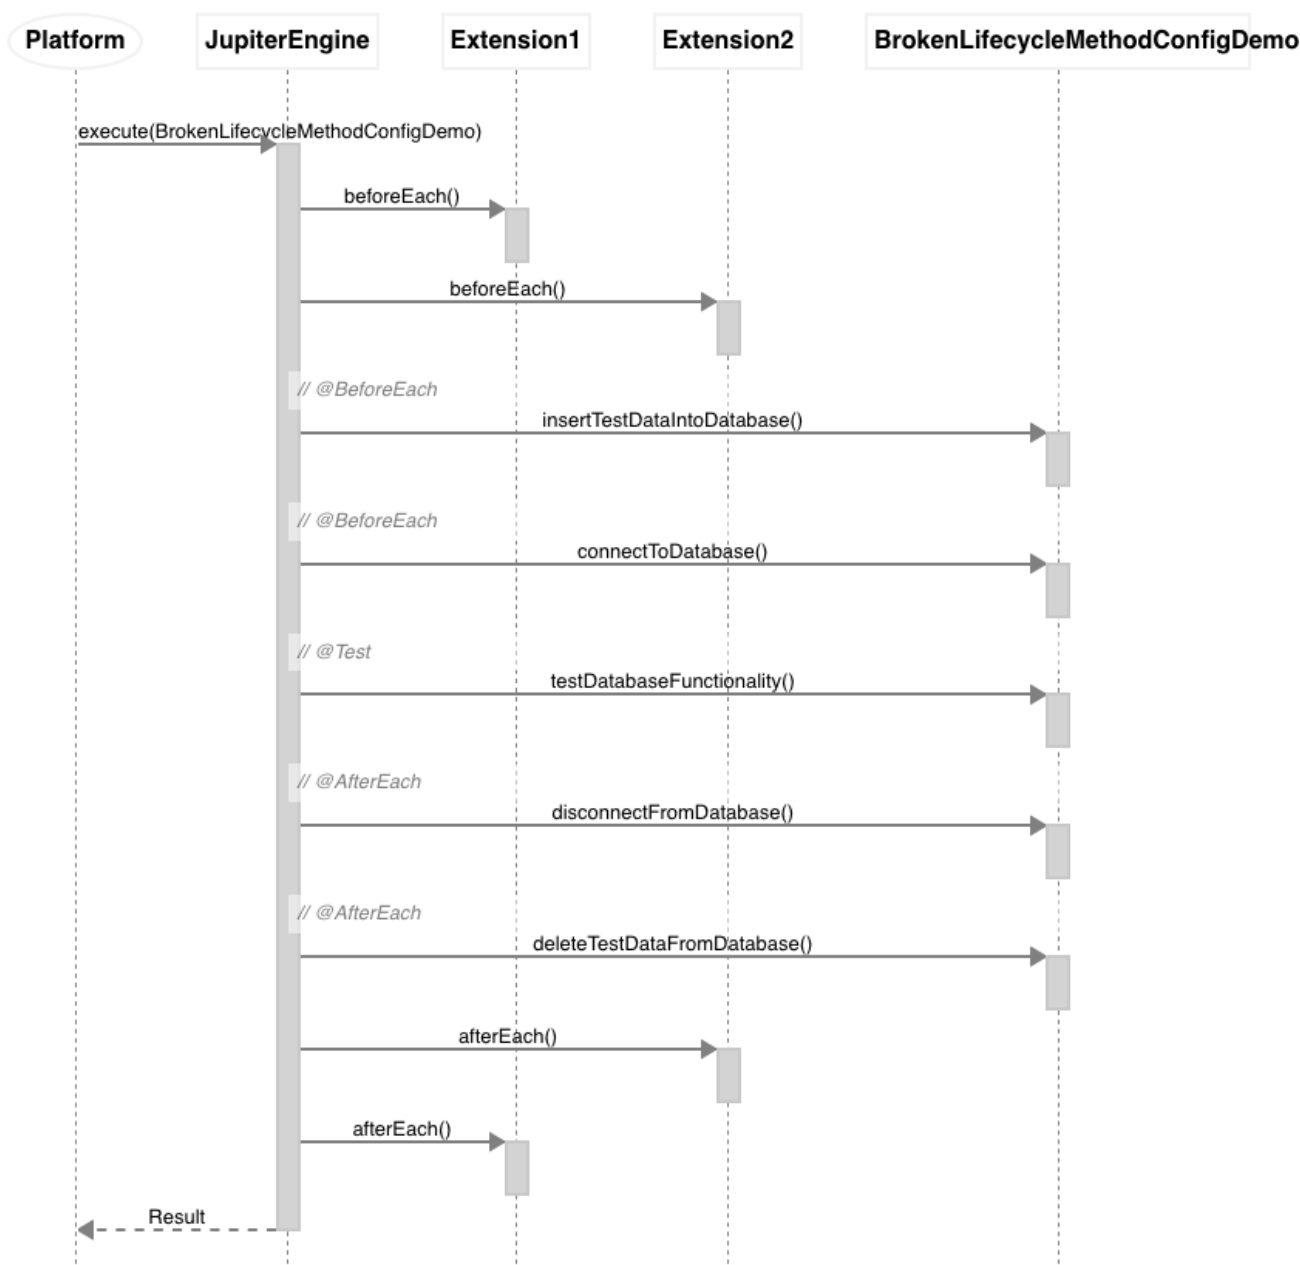 Platform
JupiterEngine
Extension1
Extension2
BrokenLifecycleMethodConfigDemo
execute(BrokenLifecycleMethodConfigDemo)
beforeEach()
beforeEach()
// @BeforeEach
insertTestDataIntoDatabase()
// @BeforeEach
connectToDatabase()
// @Test
testDatabaseFunctionality()
// @AfterEach
disconnectFromDatabase()
// @AfterEach
deleteTestDataFromDatabase()
afterEach()
afterEach()
Result